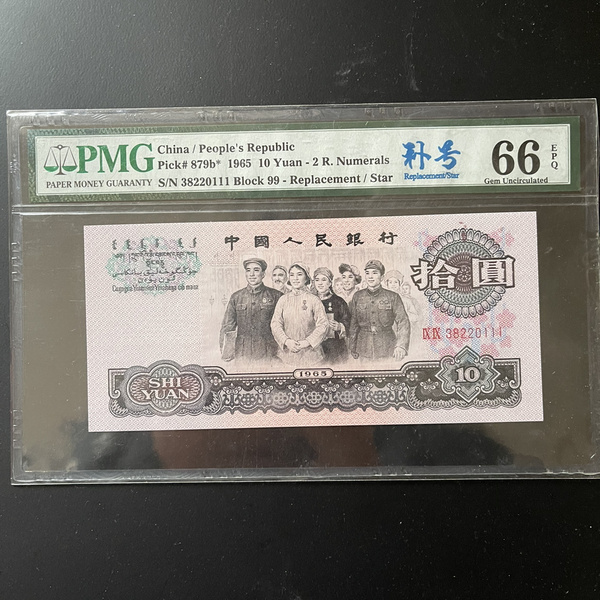 PMG
PAPER MONEY GUARANTY
China / People's Republic
Pick# 879b* 1965 10 Yuan - 2 R. Numerals
S/N 38220111 Block 99 - Replacement / Star
补号
Replacement/Star
66
EPQ
Gem Uncirculated
中國人民銀行
拾圓
IX IX 38220111
1965
SHI
YUAN
10